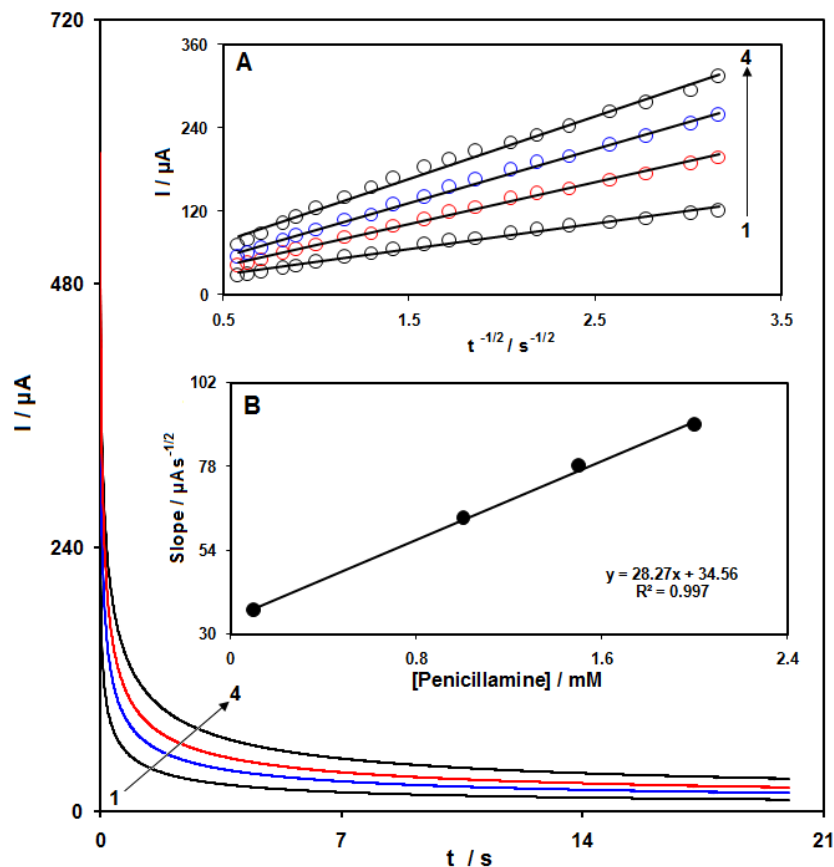 720
480
240
0
I / µA
0
7
14
21
t / s
1
4
A
360
240
120
0
I / µA
0.5
1.5
2.5
3.5
t -1/2 / s-1/2
4
1
B
102
78
54
30
Slope / µAs-1/2
0
0.8
1.6
2.4
[Penicillamine] / mM
y = 28.27x + 34.56
R² = 0.997